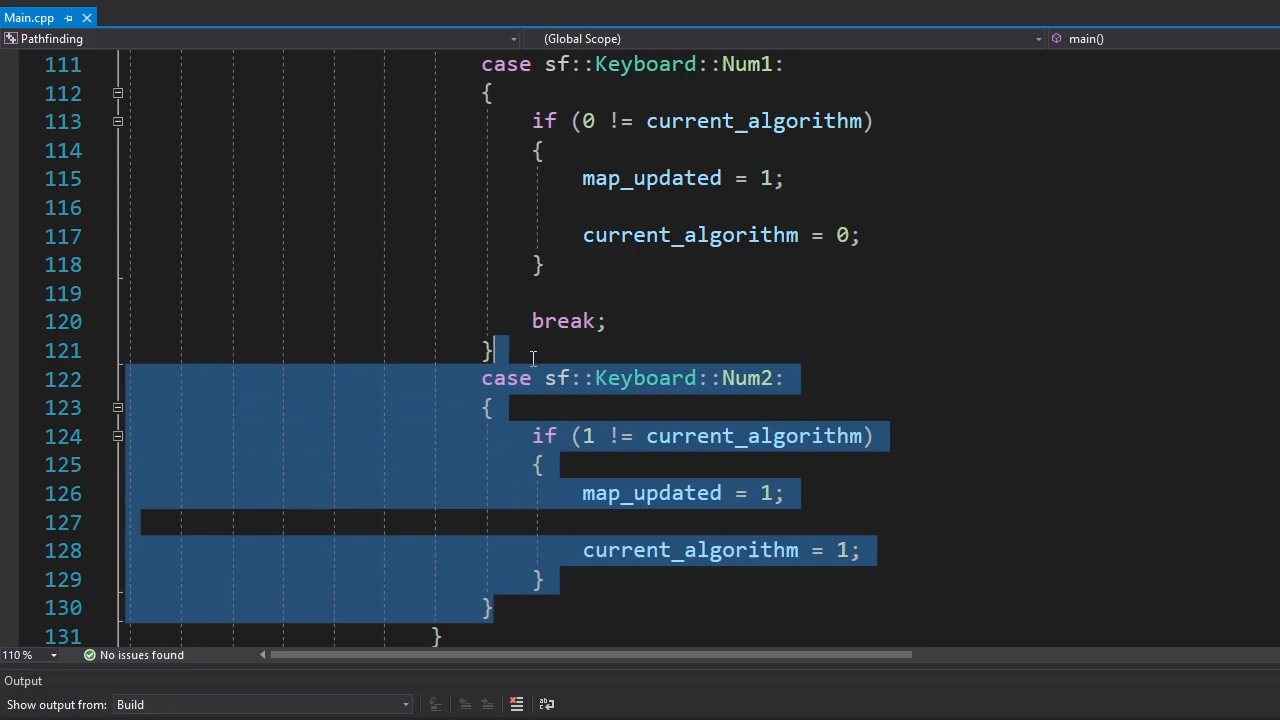 Main.cpp
Pathfinding
(Global Scope)
main()
111 case sf::Keyboard::Num1:
112 {
113 if (0 != current_algorithm)
114 {
115 map_updated = 1;
116
117 current_algorithm = 0;
118 }
119
120 break;
121 }
122 case sf::Keyboard::Num2:
123 {
124 if (1 != current_algorithm)
125 {
126 map_updated = 1;
127
128 current_algorithm = 1;
129 }
130 }
131 }
110 % No issues found
Output
Show output from: Build